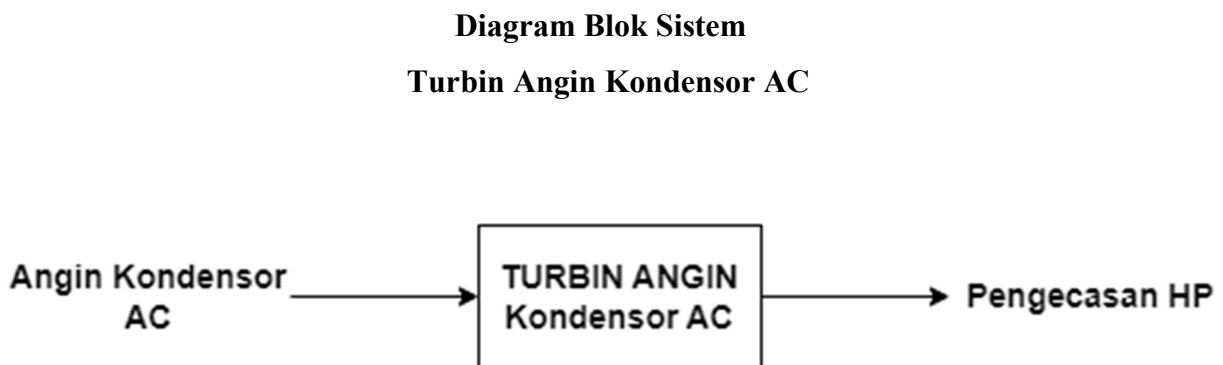 Diagram Blok Sistem
Turbin Angin Kondensor AC
Angin Kondensor
AC
TURBIN ANGIN
Kondensor AC
Pengecasan HP